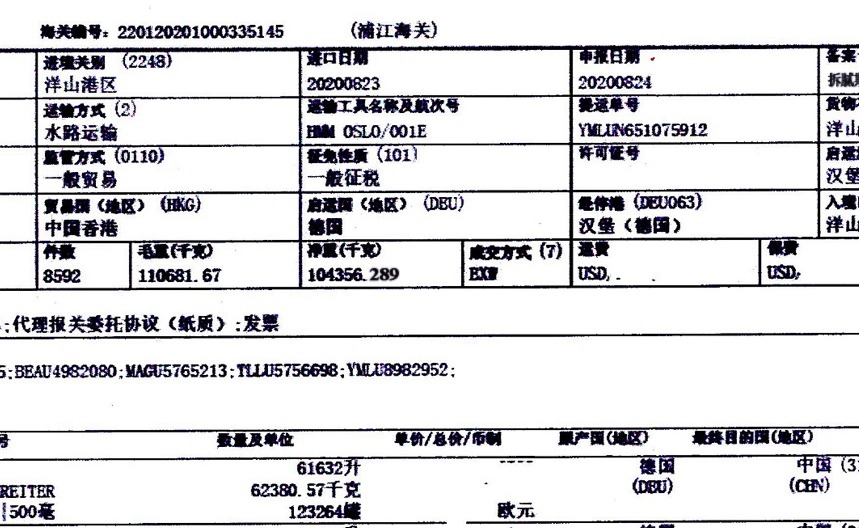 海关编号：220120201000335145 （浦江海关）
进境关别 （2248） 进口日期 申报日期 备案
洋山港区 20200823 20200824
运输方式（2） 运输工具名称及航次号 提运单号
水路运输 HMM OSLO/001E YMLUN651075912 洋山
监管方式（0110） 征免性质（101） 许可证号 启运
一般贸易 一般征税 汉堡
贸易国（地区）（HKG） 启运国（地区）（DEU） 经停港（DEU063） 入境
中国香港 德国 汉堡（德国） 洋山
件数 毛重(千克) 净重(千克) 成交方式（7） 运费 保费
8592 110681.67 104356.289 EXW USD, USD,
;代理报关委托协议（纸质）;发票
5;BEAU4982080;MAGU5765213;TLLU5756698;YMLU8982952;
号 数量及单位 单价/总价/币制 原产国(地区) 最终目的国(地区)
61632升 ---- 德国 中国
REITER 62380.57千克 (DEU) (CHN)
500毫 123264罐 欧元